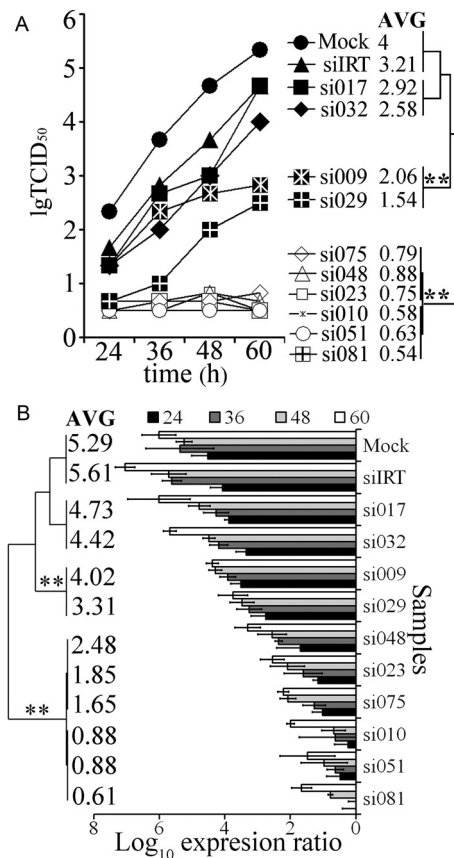 A
AVG
6
5
4
3
2
1
0
lgTCID50
24 36 48 60
time (h)
Mock 4
siIRT 3.21
si017 2.92
si032 2.58
si009 2.06
si029 1.54
**
si075 0.79
si048 0.88
si023 0.75
si010 0.58
si051 0.63
si081 0.54
**
B
AVG
24 36 48 60
5.29
5.61
4.73
4.42
4.02
3.31
2.48
1.85
1.65
0.88
0.88
0.61
**
**
Mock
siIRT
si017
si032
si009
si029
si048
si023
si075
si010
si051
si081
Samples
8 6 4 2 0
Log10 expresion ratio